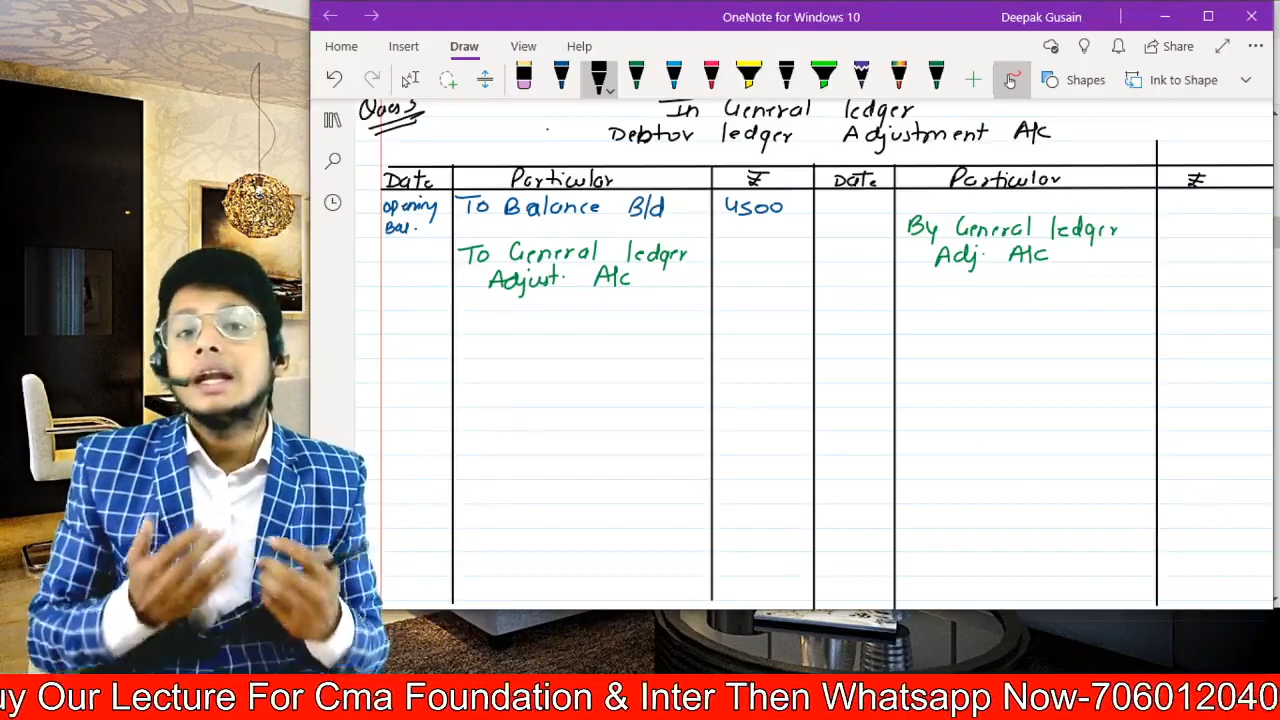 OneNote for Windows 10
Deepak Gusain
Home Insert Draw View Help
Share
Shapes
Ink to Shape
Ques 3
In General ledger
Debtor ledger Adjustment A/c
Date Particular ₹ Date Particular ₹
opening To Balance B/d 4500
Bal.
By General ledger
Adj. A/c
To General ledger
Adjust. A/c
uy Our Lecture For Cma Foundation & Inter Then Whatsapp Now-706012040